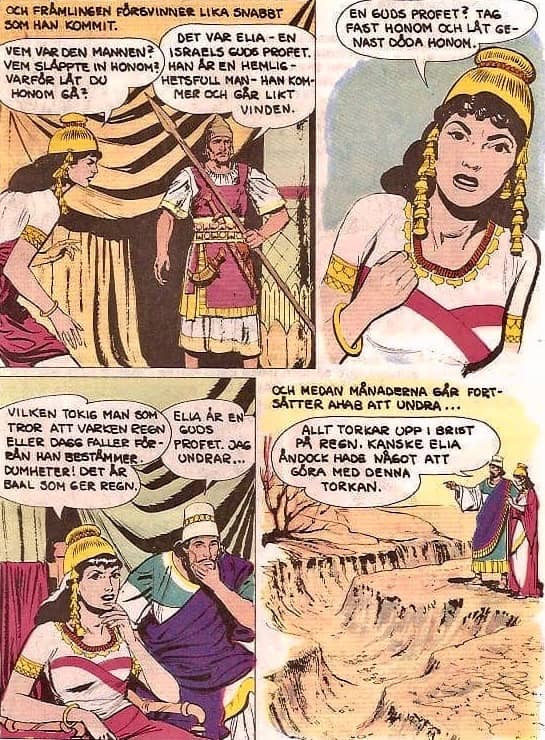 OCH FRÄMLINGEN FÖRSVINNER LIKA SNABBT
SOM HAN KOMMIT.
VEM VAR DEN MANNEN?
VEM SLÄPPTE IN HONOM?
VARFÖR LÄT DU
HONOM GÅ?
DET VAR ELIA - EN
ISRAELS GUDS PROFET.
HAN ÄR EN HEMLIG-
HETSFULL MAN - HAN KOM-
MER OCH GÅR LIKT
VINDEN.
EN GUDS PROFET? TAG
FAST HONOM OCH LÅT GE-
NAST DÖDA HONOM.
VILKEN TOKIG MAN SOM
TROR ATT VARKEN REGN
ELLER DAGG FALLER FÖR-
RÄN HAN BESTÄMMER.
DUMHETER! DET ÄR
BAAL SOM GER REGN.
ELIA ÄR EN
GUDS
PROFET. JAG
UNDRAR...
OCH MEDAN MÅNADERNA GÅR FORT-
SÄTTER AHAB ATT UNDRA...
ALLT TORKAR UPP I BRIST
PÅ REGN. KANSKE ELIA
ÄNDOCK HADE NÅGOT ATT
GÖRA MED DENNA
TORKAN.